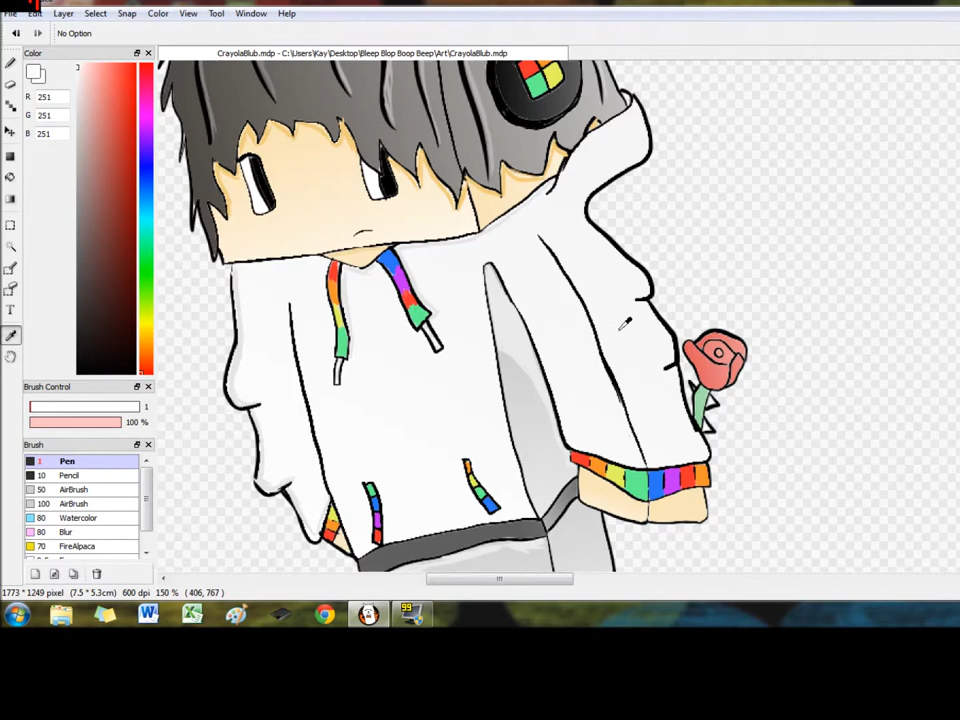 File Edit Layer Select Snap Color View Tool Window Help
No Option
Color
CrayolaBlub.mdp - C:\Users\Kay\Desktop\Bleep Blop Boop Beep\Art\CrayolaBlub.mdp
R 251
G 251
B 251
Brush Control
1
100 %
Brush
1 Pen
10 Pencil
50 AirBrush
100 AirBrush
80 Watercolor
80 Blur
70 FireAlpaca
1773 * 1249 pixel (7.5 * 5.3cm) 600 dpi 150 % (406, 767)
99